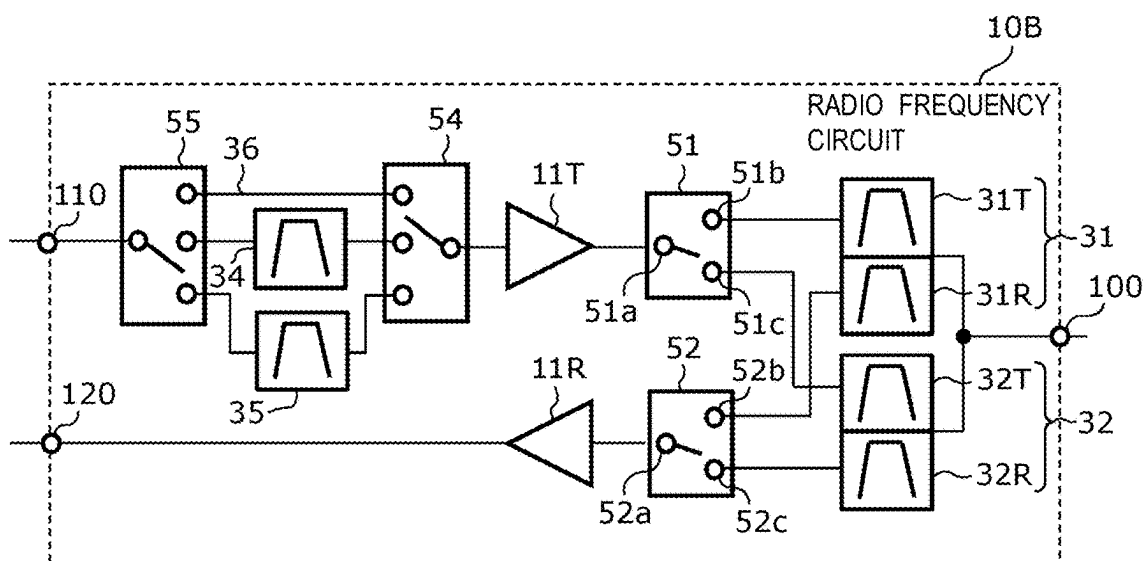 10B
RADIO FREQUENCY
CIRCUIT
55
54
36
110
34
35
11T
51
51b
51a
51c
31T
31
31R
100
120
11R
52
52b
52a
52c
32T
32
32R